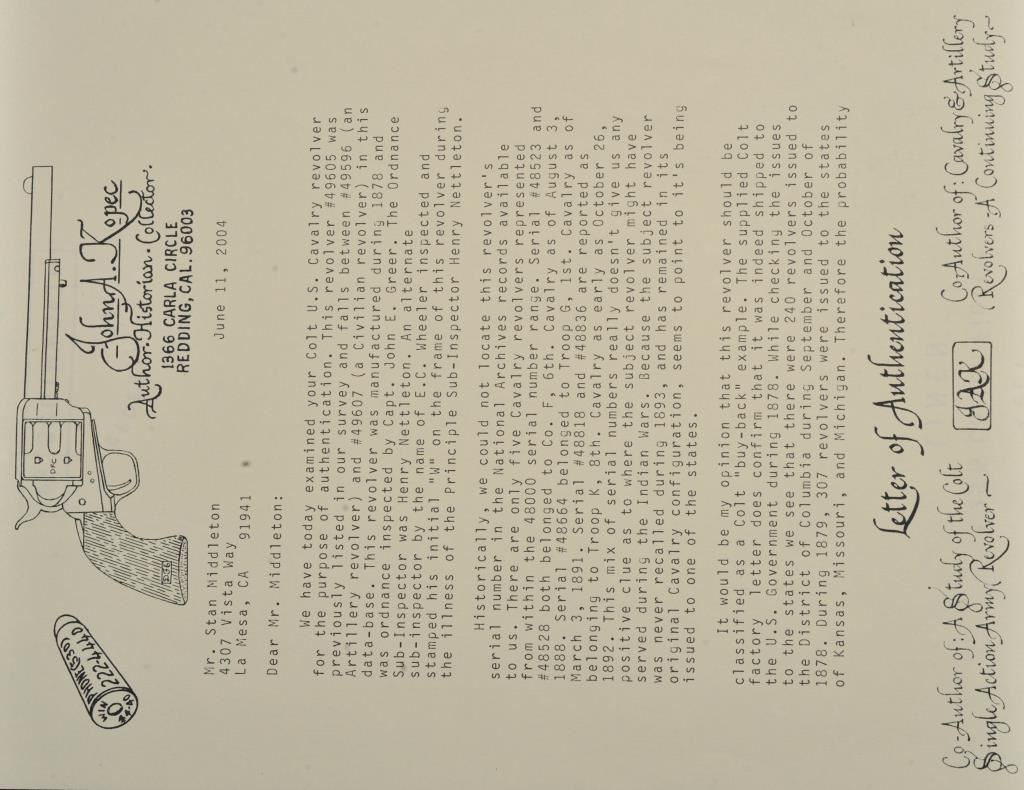 John A. Kopec
Author · Historian · Collector.
1366 CARLA CIRCLE
REDDING, CAL. 96003
WIN
44-40
PHONE (530)
222-4440
June 11, 2004
Mr. Stan Middleton
4307 Vista Way
La Mesa, CA 91941
Dear Mr. Middleton:
We have today examined your Colt U.S. Cavalry revolver
for the purpose of authentication. This revolver #49605 was
previously listed in our survey and falls between #49596 (an
Artillery revolver) and #49607 (a Civilian revolver) in this
data-base. This revolver was manufactured during 1878 and
was ordnance inspected by Capt. John E. Greer. The Ordnance
Sub-Inspector was Henry Nettleton. An alternate
sub-inspector by the name of E.C. Wheeler inspected and
stamped his initial "W" on the frame of this revolver during
the illness of the Principle Sub-Inspector Henry Nettleton.
Historically, we could not locate this revolver's
serial number in the National Archives records available
to us. There are only five Cavalry revolvers represented
from within the 48000 serial number range. Serial #48523 and
#48528 both belonged to Co. F, 6th. Cavalry as of August 3,
1888. Serial #48664 belonged to Troop G, 1st. Cavalry as of
March 3, 1891. Serial #48818 and #48836 are reported as
belonging to Troop K, 8th. Cavalry as early as October 26,
1892. This mix of serial numbers really doesn't give us any
positive clue as to where the subject revolver might have
served during the Indian Wars. Because the subject revolver
was never recalled during 1893, and has remained in its
original Cavalry configuration, seems to point to it's being
issued to one of the states.
It would be my opinion that this revolver should be
classified as a Colt "buy-back" example. The supplied Colt
factory letter does confirm that it was indeed shipped to
the U.S. Government during 1878. While checking the issues
to the states we see that there were 240 revolvers issued to
the District of Columbia during September and October of
1878. During 1879, 307 revolvers were issued to the states
of Kansas, Missouri, and Michigan. Therefore the probability
Letter of Authentication
Co-Author of: A Study of the Colt
Single Action Army Revolver ~
JAK
Co-Author of: Cavalry & Artillery
Revolvers · A Continuing Study ~